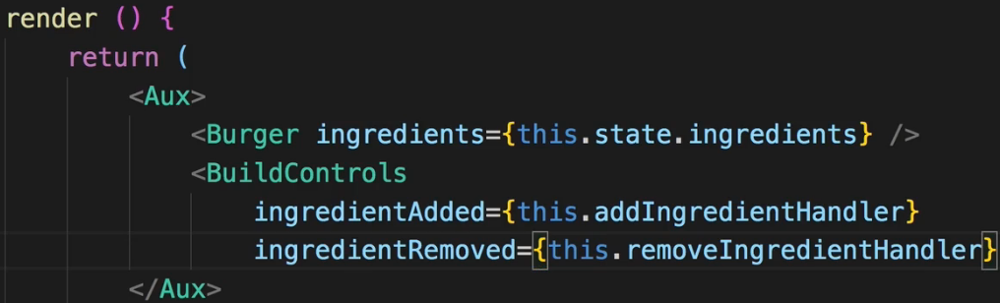 render () {
return (
<Aux>
<Burger ingredients={this.state.ingredients} />
<BuildControls
ingredientAdded={this.addIngredientHandler}
ingredientRemoved={this.removeIngredientHandler}
</Aux>